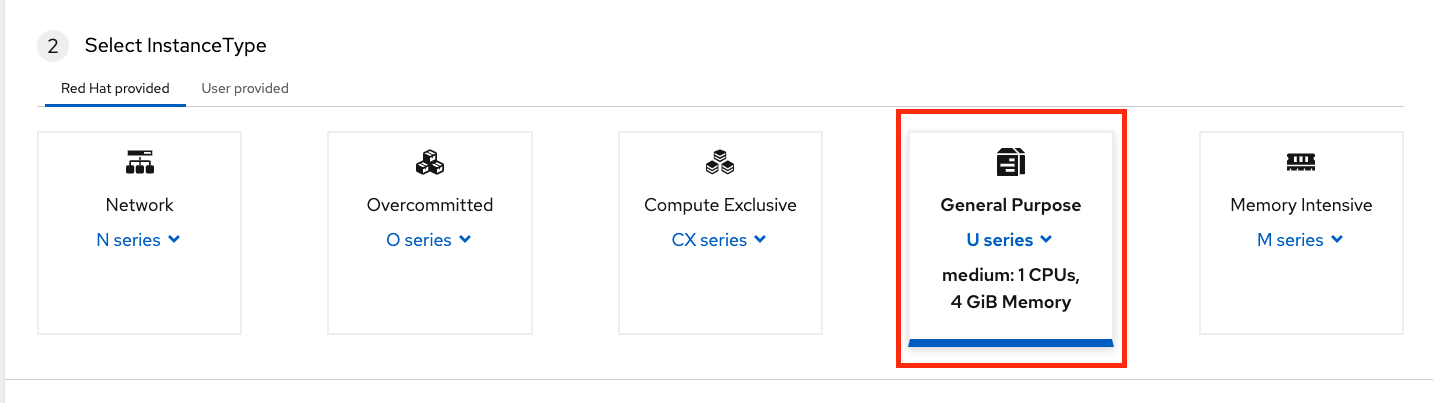 2 Select InstanceType
Red Hat provided User provided
Network
N series
Overcommitted
O series
Compute Exclusive
CX series
General Purpose
U series
medium: 1 CPUs,
4 GiB Memory
Memory Intensive
M series